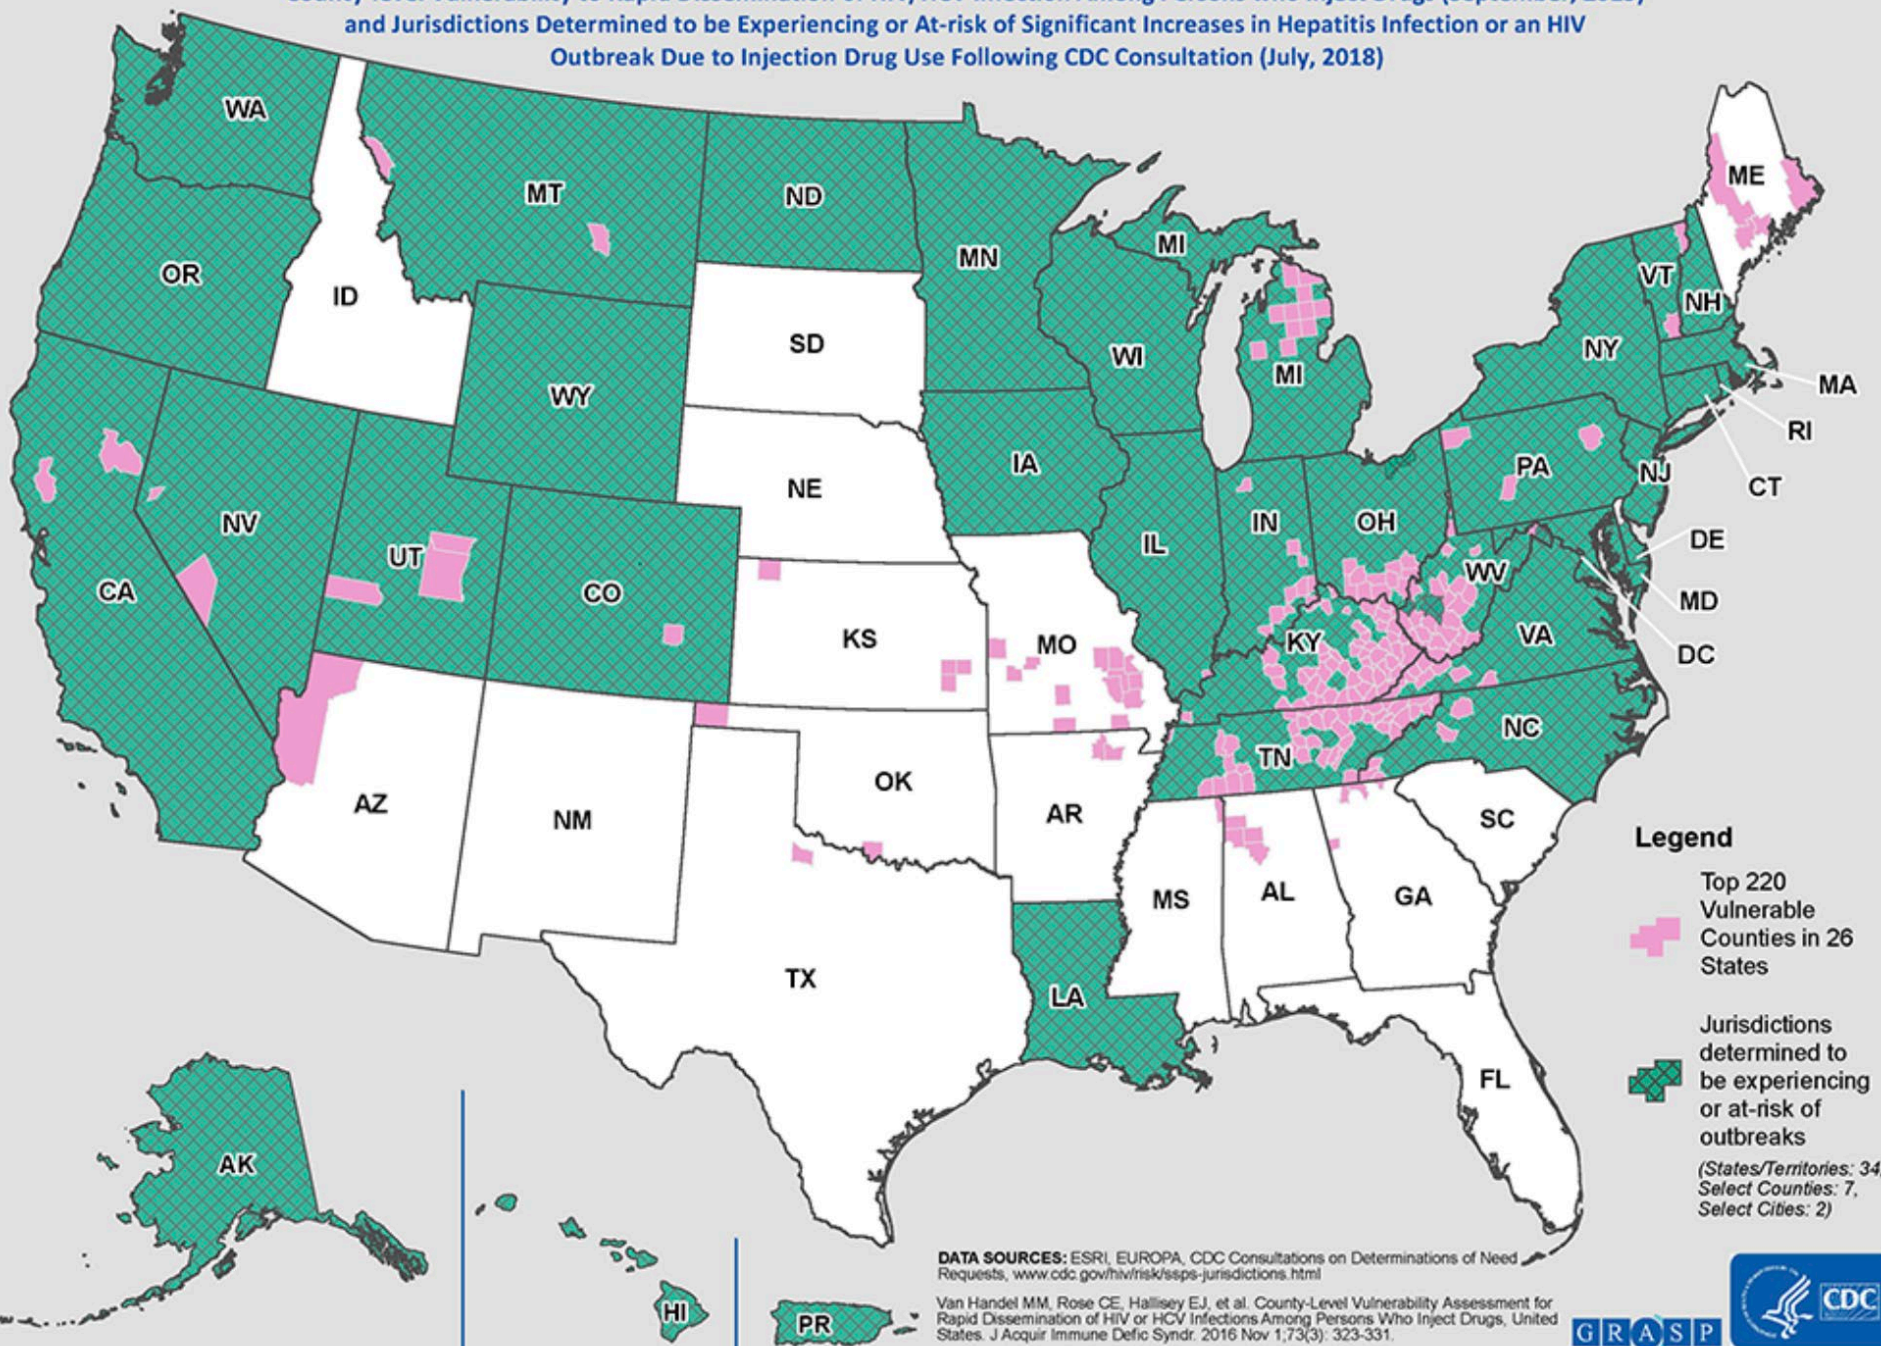 and Jurisdictions Determined to be Experiencing or At-risk of Significant Increases in Hepatitis Infection or an HIV
Outbreak Due to Injection Drug Use Following CDC Consultation (July, 2018)
WA
MT
ND
MN
MI
ME
OR
ID
VT
NH
SD
WI
NY
MI
WY
MA
RI
IA
NE
PA
NJ
CT
NV
IN
OH
UT
IL
DE
CA
CO
WV
MD
KS
MO
KY
VA
DC
NC
TN
AZ
NM
OK
AR
SC
MS
AL
GA
TX
LA
FL
AK
HI
PR
Legend
Top 220
Vulnerable
Counties in 26
States
Jurisdictions
determined to
be experiencing
or at-risk of
outbreaks
(States/Territories: 34,
Select Counties: 7,
Select Cities: 2)
DATA SOURCES: ESRI, EUROPA, CDC Consultations on Determinations of Need
Requests, www.cdc.gov/hiv/risk/ssps-jurisdictions.html
Van Handel MM, Rose CE, Hallisey EJ, et al. County-Level Vulnerability Assessment for
Rapid Dissemination of HIV or HCV Infections Among Persons Who Inject Drugs, United
States. J Acquir Immune Defic Syndr. 2016 Nov 1;73(3): 323-331.
GRASP
CDC